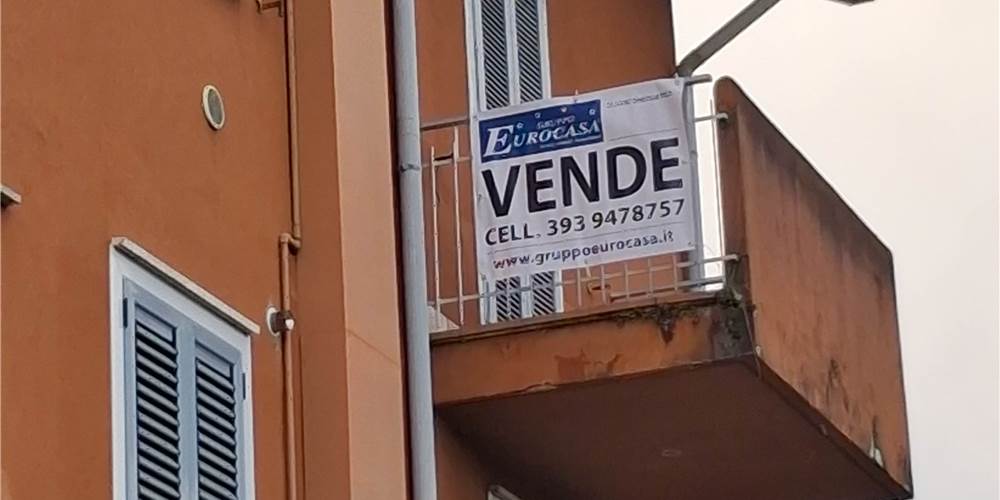 GRUPPO
EUROCASA
VENDE
CELL. 393 9478757
www.gruppoeurocasa.it